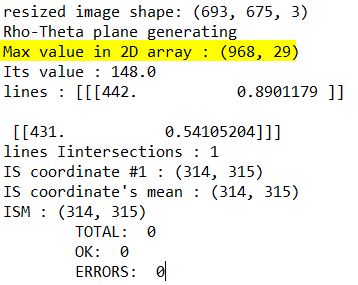 resized image shape: (693, 675, 3)
Rho-Theta plane generating
Max value in 2D array : (968, 29)
Its value : 148.0
lines : [[[442.           0.8901179 ]]
[[431.           0.54105204]]]
lines Iintersections : 1
IS coordinate #1 : (314, 315)
IS coordinate's mean : (314, 315)
ISM : (314, 315)
TOTAL:  0
OK:  0
ERRORS:  0